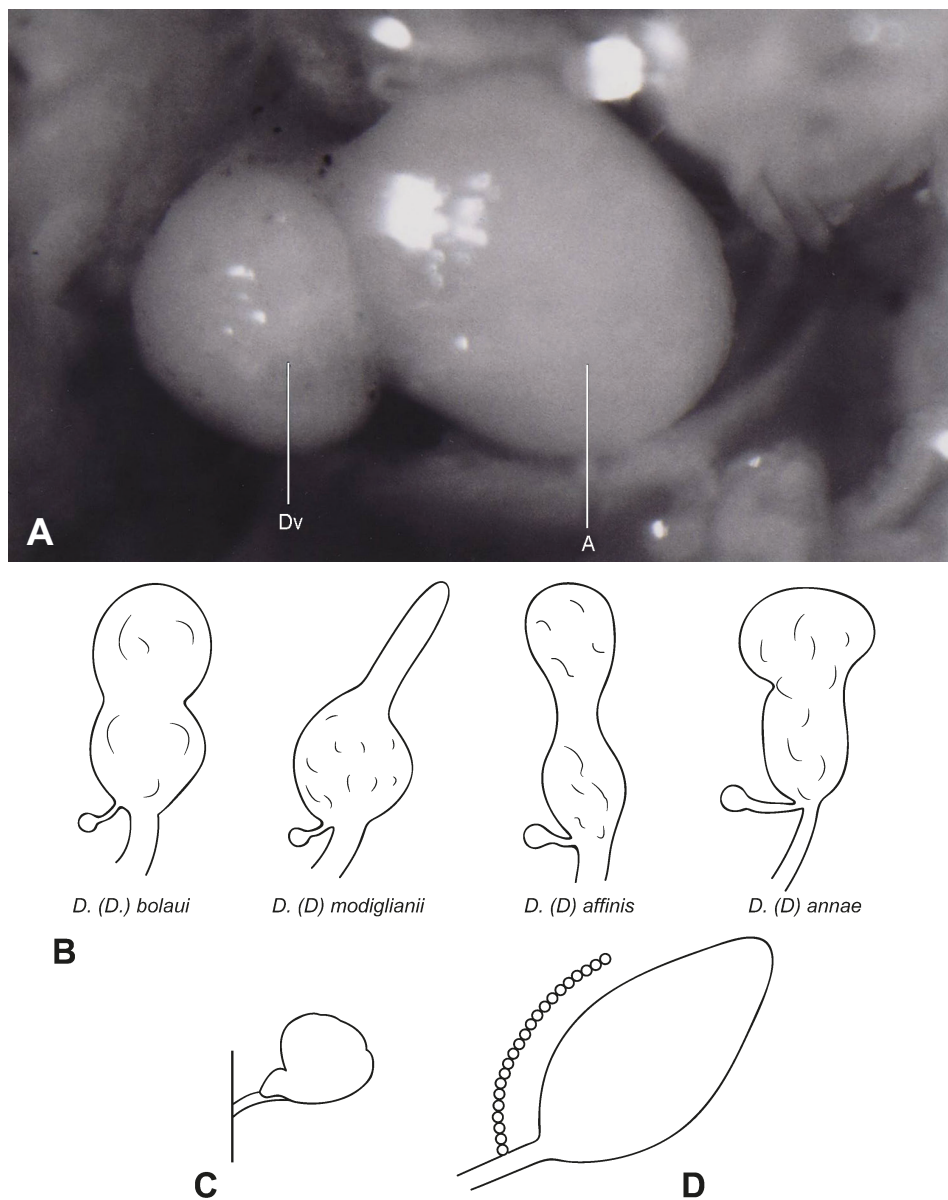 Dv
A
A
D. (D.) bolaui
D. (D) modiglianii
D. (D) affinis
D. (D) annae
B
C
D